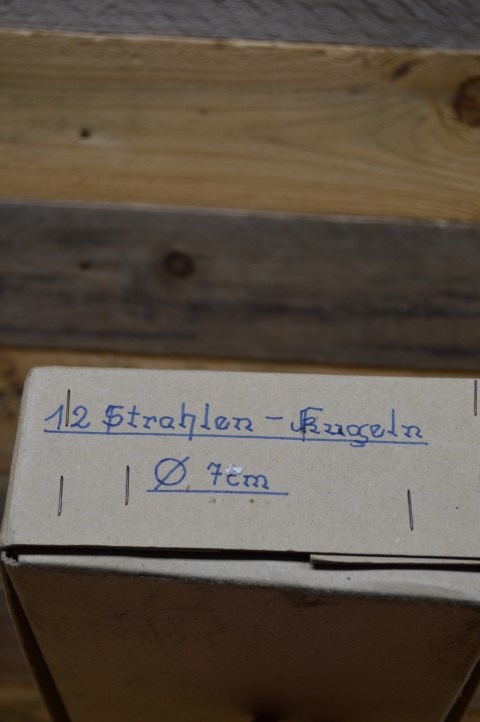 12 Strahlen - Kugeln
Ø 7cm